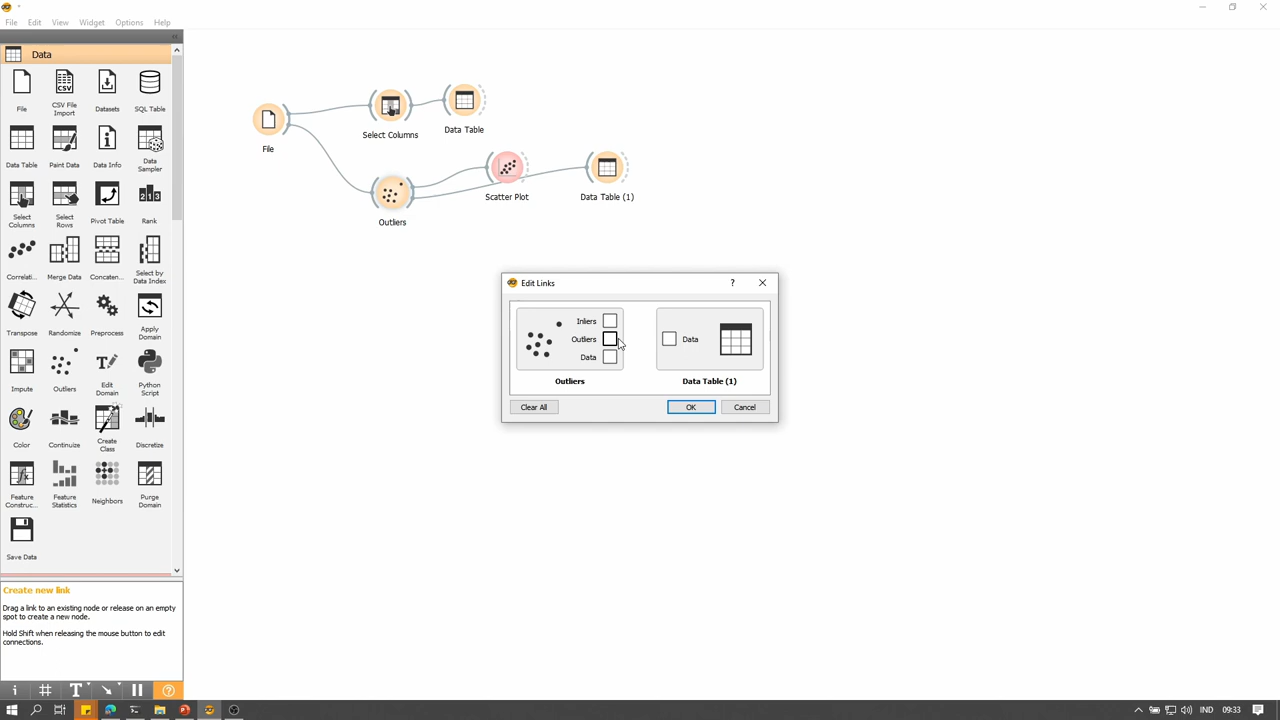 File Edit View Widget Options Help
Data
File
CSV File
Import
Datasets
SQL Table
Data Table
Paint Data
Data Info
Data
Sampler
Select
Columns
Select
Rows
Pivot Table
Rank
Correlati...
Merge Data
Concaten...
Select by
Data Index
Transpose
Randomize
Preprocess
Apply
Domain
Impute
Outliers
Edit
Domain
Python
Script
Color
Continuize
Create
Class
Discretize
Feature
Construc...
Feature
Statistics
Neighbors
Purge
Domain
Save Data
Create new link
Drag a link to an existing node or release on an empty
spot to create a new node.
Hold Shift when releasing the mouse button to edit
connections.
File
Select Columns
Data Table
Outliers
Scatter Plot
Data Table (1)
Edit Links
?
Inliers
Outliers
Data
Outliers
Data
Data Table (1)
Clear All
OK
Cancel
IND
09:33